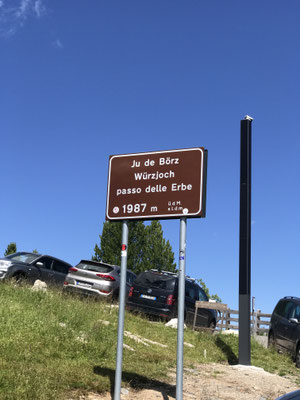 Ju de Börz
Würzjoch
passo delle Erbe
1987 m ü.d.M. s.l.d.m.